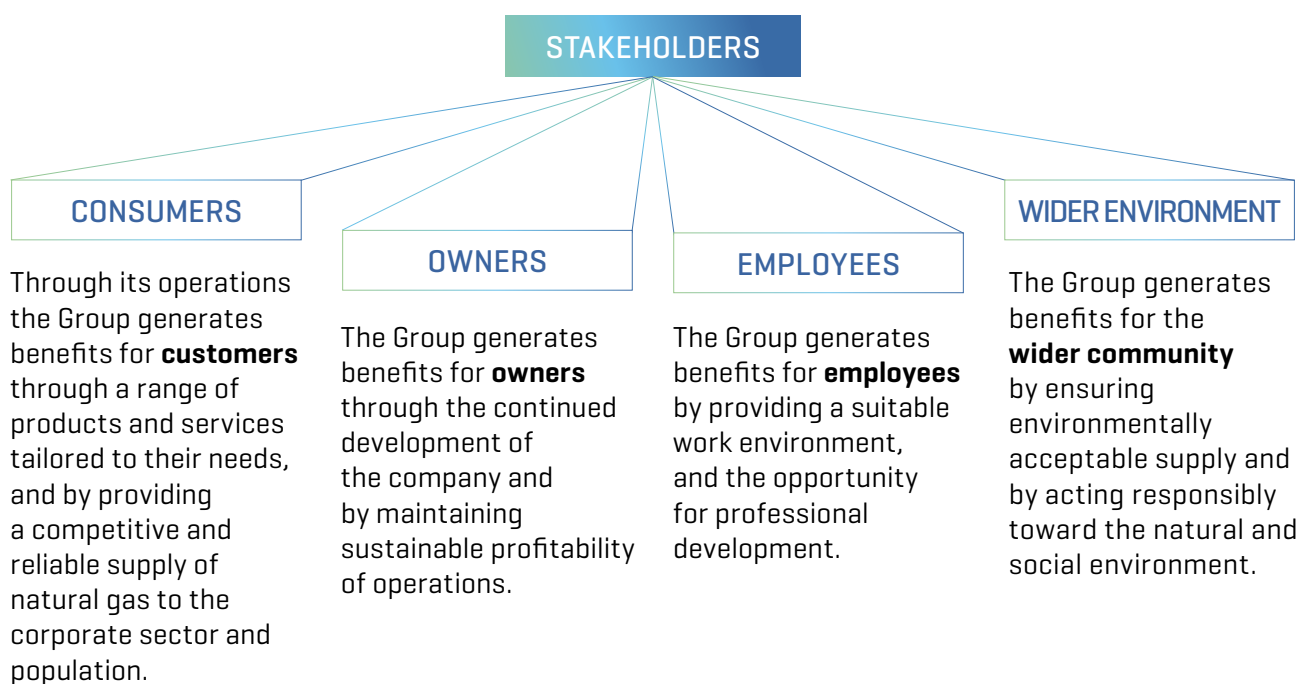 STAKEHOLDERS
CONSUMERS
Through its operations
the Group generates
benefits for customers
through a range of
products and services
tailored to their needs,
and by providing
a competitive and
reliable supply of
natural gas to the
corporate sector and
population.
OWNERS
The Group generates
benefits for owners
through the continued
development of
the company and
by maintaining
sustainable profitability
of operations.
EMPLOYEES
The Group generates
benefits for employees
by providing a suitable
work environment,
and the opportunity
for professional
development.
WIDER ENVIRONMENT
The Group generates
benefits for the
wider community
by ensuring
environmentally
acceptable supply and
by acting responsibly
toward the natural and
social environment.